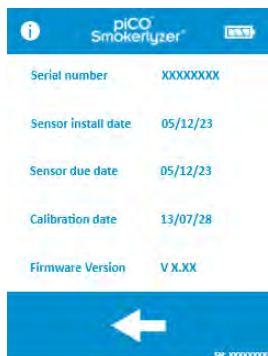 i
piCO
Smokerlyzer®
Serial number XXXXXXXX
Sensor install date 05/12/23
Sensor due date 05/12/23
Calibration date 13/07/28
Firmware Version V X.XX